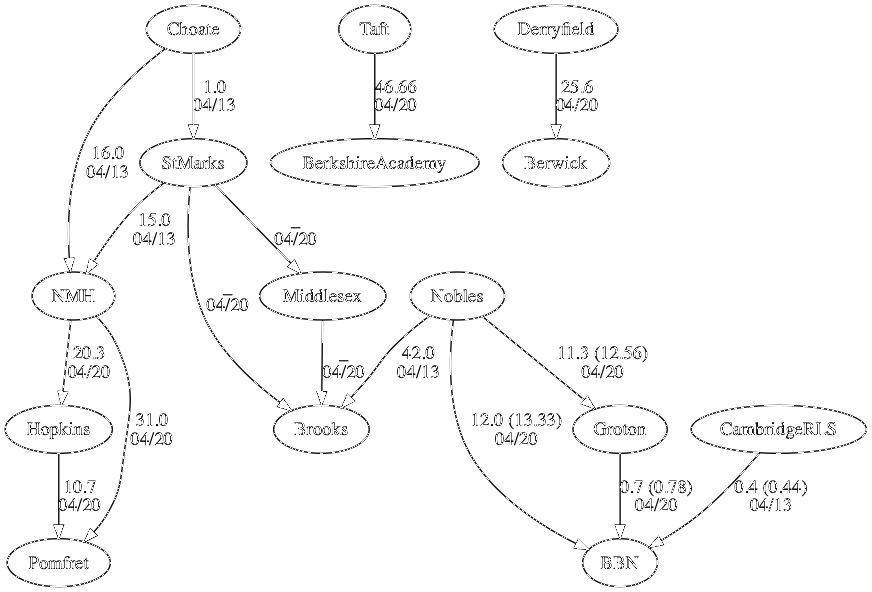 Choate
Taft
Derryfield
1.0
04/13
46.66
04/20
25.6
04/20
16.0
04/13
StMarks
BerkshireAcademy
Berwick
15.0
04/13
_
04/20
_
04/20
NMH
Middlesex
Nobles
20.3
04/20
31.0
04/20
_
04/20
42.0
04/13
11.3 (12.56)
04/20
12.0 (13.33)
04/20
Hopkins
Brooks
Groton
CambridgeRLS
10.7
04/20
0.7 (0.78)
04/20
0.4 (0.44)
04/13
Pomfret
BBN